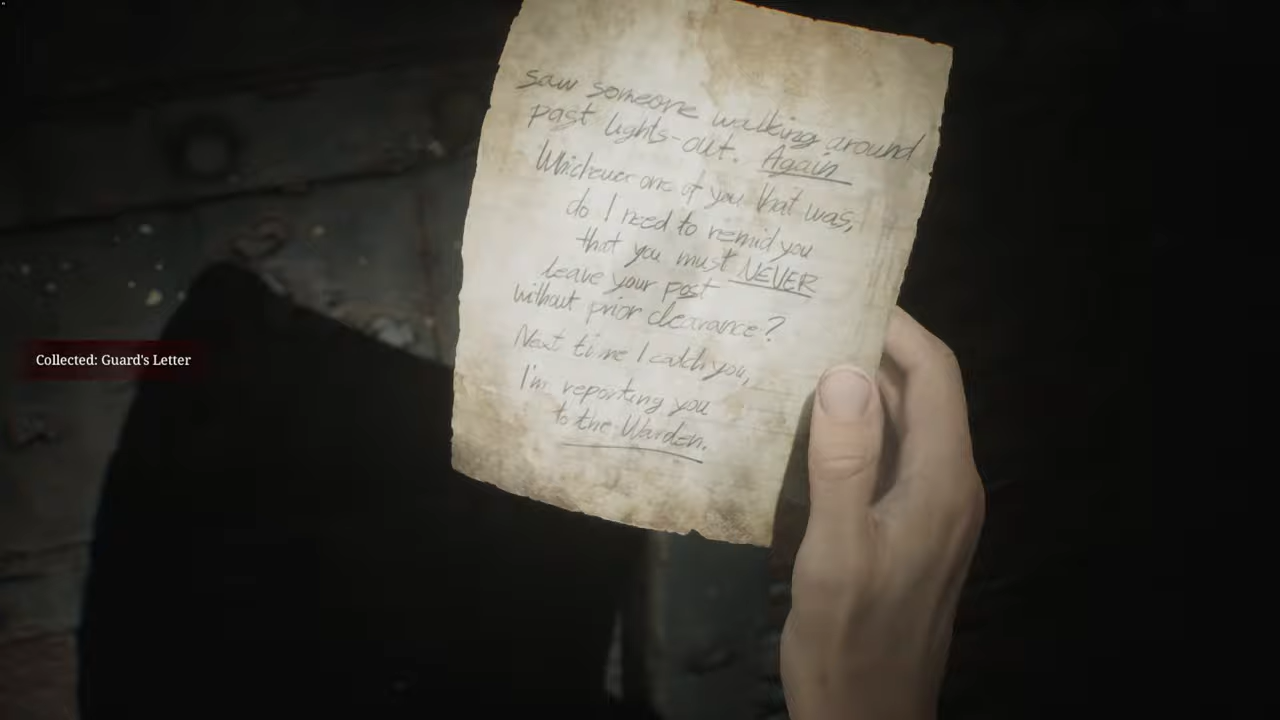 saw someone walking around
past lights-out. Again
Whichever one of you that was,
do I need to remid you
that you must NEVER
leave your post
without prior clearance?
Next time I catch you,
I'm reporting you
to the Warden.
Collected: Guard's Letter